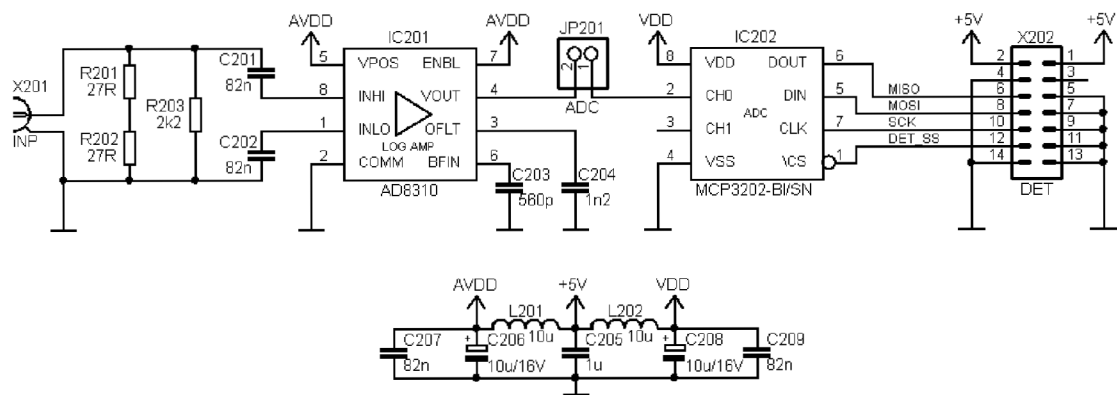 AVDD
AVDD
JP201
VDD
+5V
X202
+5V
IC201
IC202
5 VPOS ENBL 7
8 VDD DOUT 6
2 1
X201
INP
R201
27R
R202
27R
R203
2k2
C201
82n
C202
82n
8 INHI VOUT 4
1 INLO OFLT 3
LOG AMP
2 COMM BFIN 6
AD8310
2 1
ADC
2 CH0 DIN 5
ADC
3 CH1 CLK 7
4 VSS \CS 1
MCP3202-BI/SN
MISO
MOSI
SCK
DET_SS
4 3
6 5
8 7
10 9
12 11
14 13
DET
C203
560p
C204
1n2
AVDD
+5V
VDD
L201
10u
L202
10u
C207
82n
+
C206
10u/16V
C205
1u
+
C208
10u/16V
C209
82n